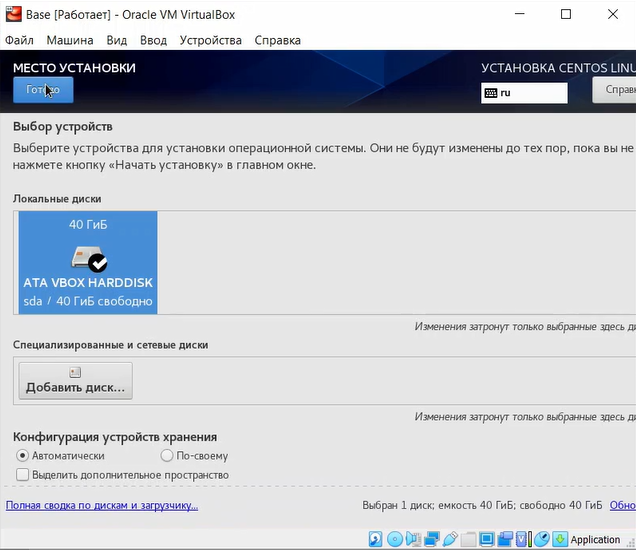 Base [Работает] - Oracle VM VirtualBox
Файл Машина Вид Ввод Устройства Справка
МЕСТО УСТАНОВКИ
УСТАНОВКА CENTOS LINU
Готово
ru
Справ
Выбор устройств
Выберите устройства для установки операционной системы. Они не будут изменены до тех пор, пока вы не
нажмете кнопку «Начать установку» в главном окне.
Локальные диски
40 ГиБ
ATA VBOX HARDDISK
sda / 40 ГиБ свободно
Изменения затронут только выбранные здесь ди
Специализированные и сетевые диски
Добавить диск...
Изменения затронут только выбранные здесь ди
Конфигурация устройств хранения
Автоматически По-своему
Выделить дополнительное пространство
Полная сводка по дискам и загрузчику...
Выбран 1 диск; емкость 40 ГиБ; свободно 40 ГиБ Обно
Application